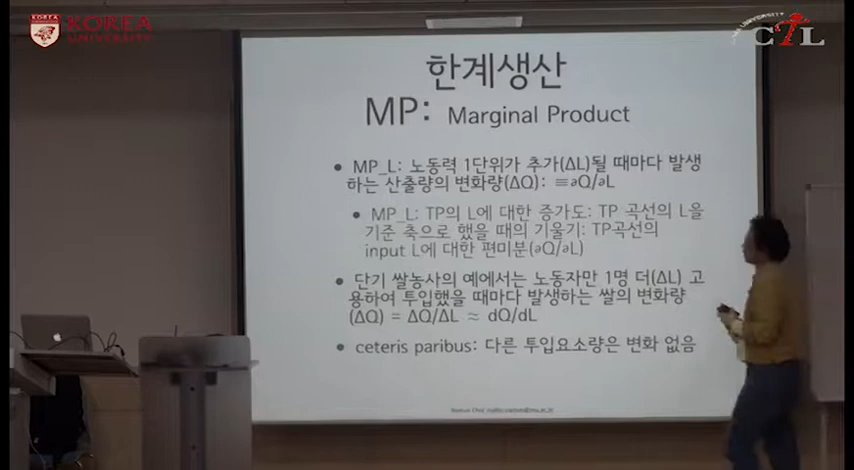 KOREA
UNIVERSITY
CTL
한계생산
MP: Marginal Product
• MP_L: 노동력 1단위가 추가(ΔL)될 때마다 발생
하는 산출량의 변화량(ΔQ): ≡∂Q/∂L
• MP_L: TP의 L에 대한 증가도: TP 곡선의 L을
기준 축으로 했을 때의 기울기: TP곡선의
input L에 대한 편미분(∂Q/∂L)
• 단기 쌀농사의 예에서는 노동자만 1명 더(ΔL) 고
용하여 투입했을 때마다 발생하는 쌀의 변화량
(ΔQ) = ΔQ/ΔL ≈ dQ/dL
• ceteris paribus: 다른 투입요소량은 변화 없음